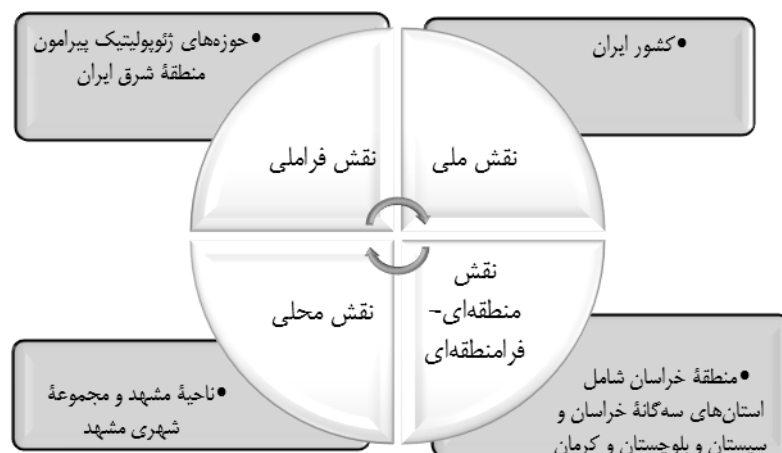 •کشور ایران
•حوزه‌های ژئوپولیتیک پیرامون
منطقهٔ شرق ایران
نقش ملی
نقش فراملی
نقش
منطقه‌ای-
فرامنطقه‌ای
نقش محلی
•منطقهٔ خراسان شامل
استان‌های سه‌گانهٔ خراسان و
سیستان و بلوچستان و کرمان
•ناحیهٔ مشهد و مجموعهٔ
شهری مشهد